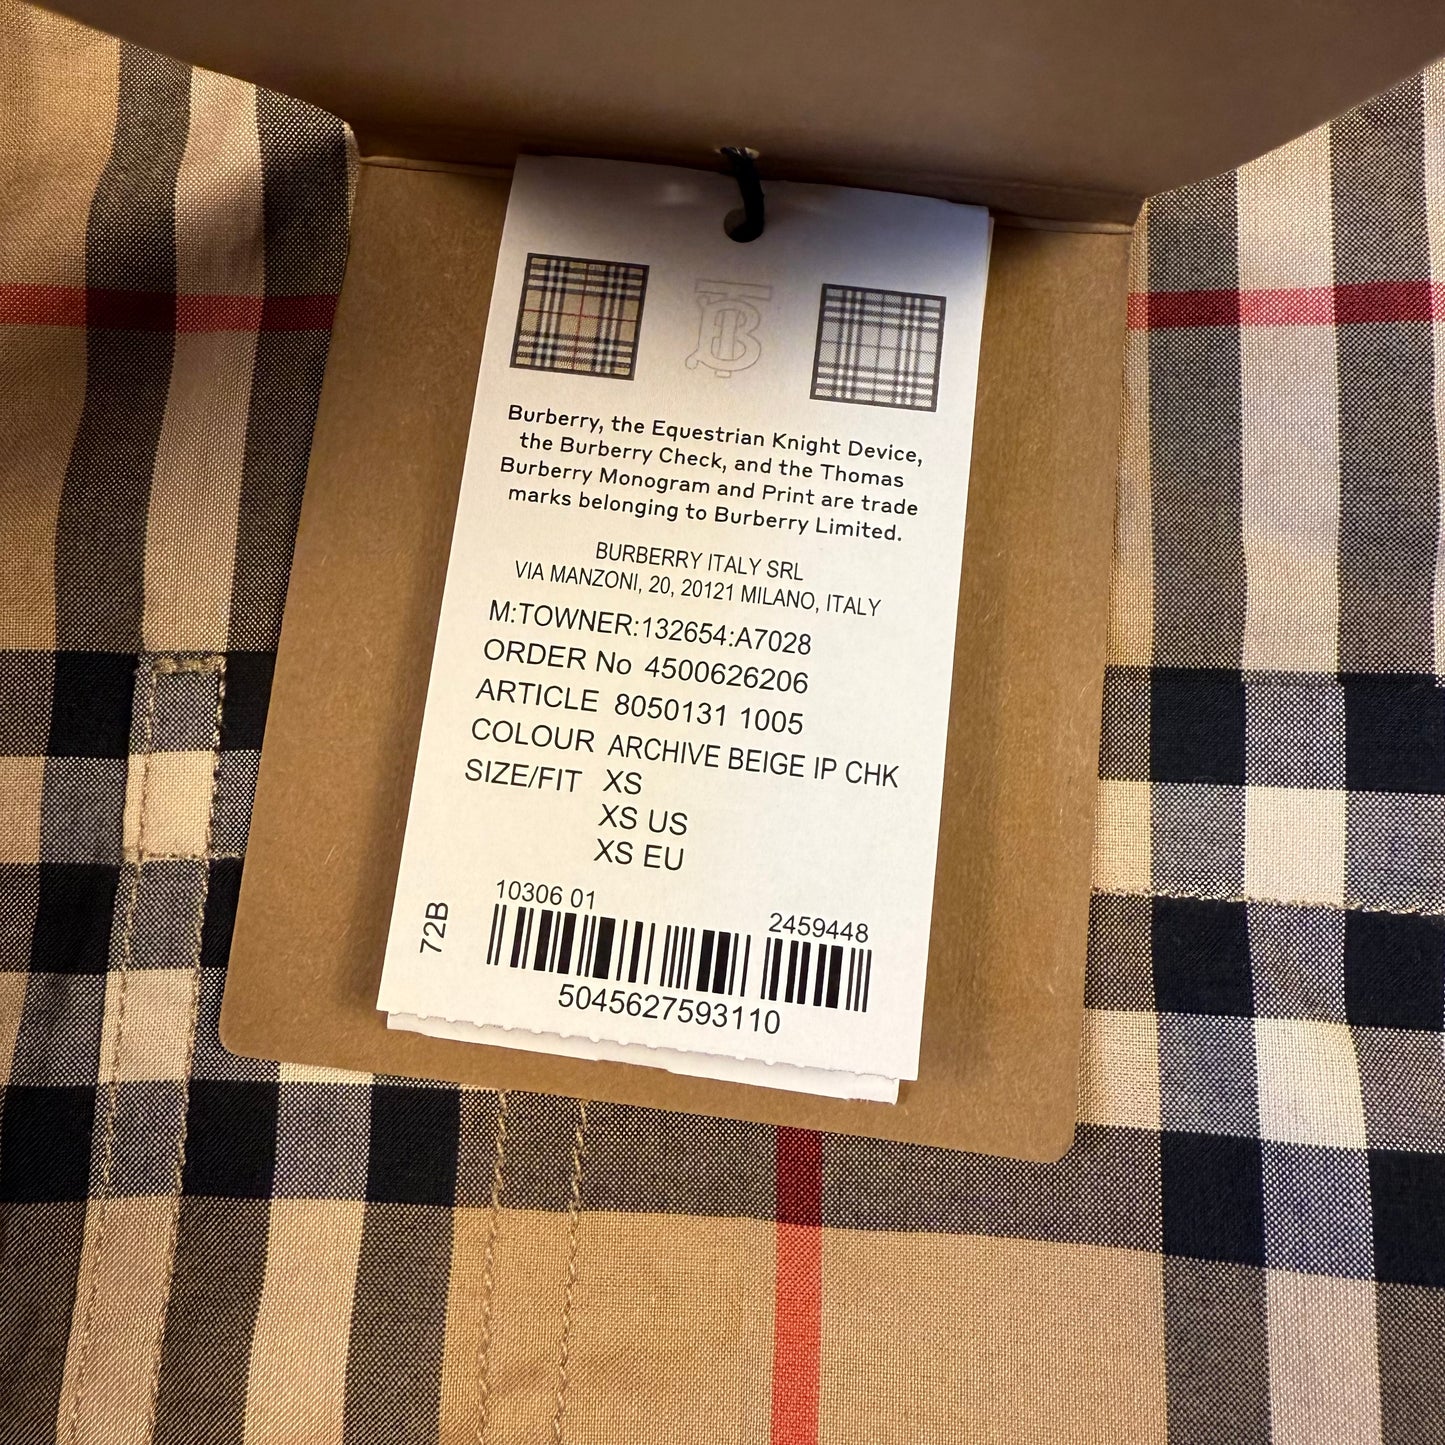 Burberry, the Equestrian Knight Device,
the Burberry Check, and the Thomas
Burberry Monogram and Print are trade
marks belonging to Burberry Limited.
BURBERRY ITALY SRL
VIA MANZONI, 20, 20121 MILANO, ITALY
M:TOWNER:132654:A7028
ORDER No 4500626206
ARTICLE 8050131 1005
COLOUR ARCHIVE BEIGE IP CHK
SIZE/FIT XS
XS US
XS EU
10306 01
2459448
72B
5045627593110